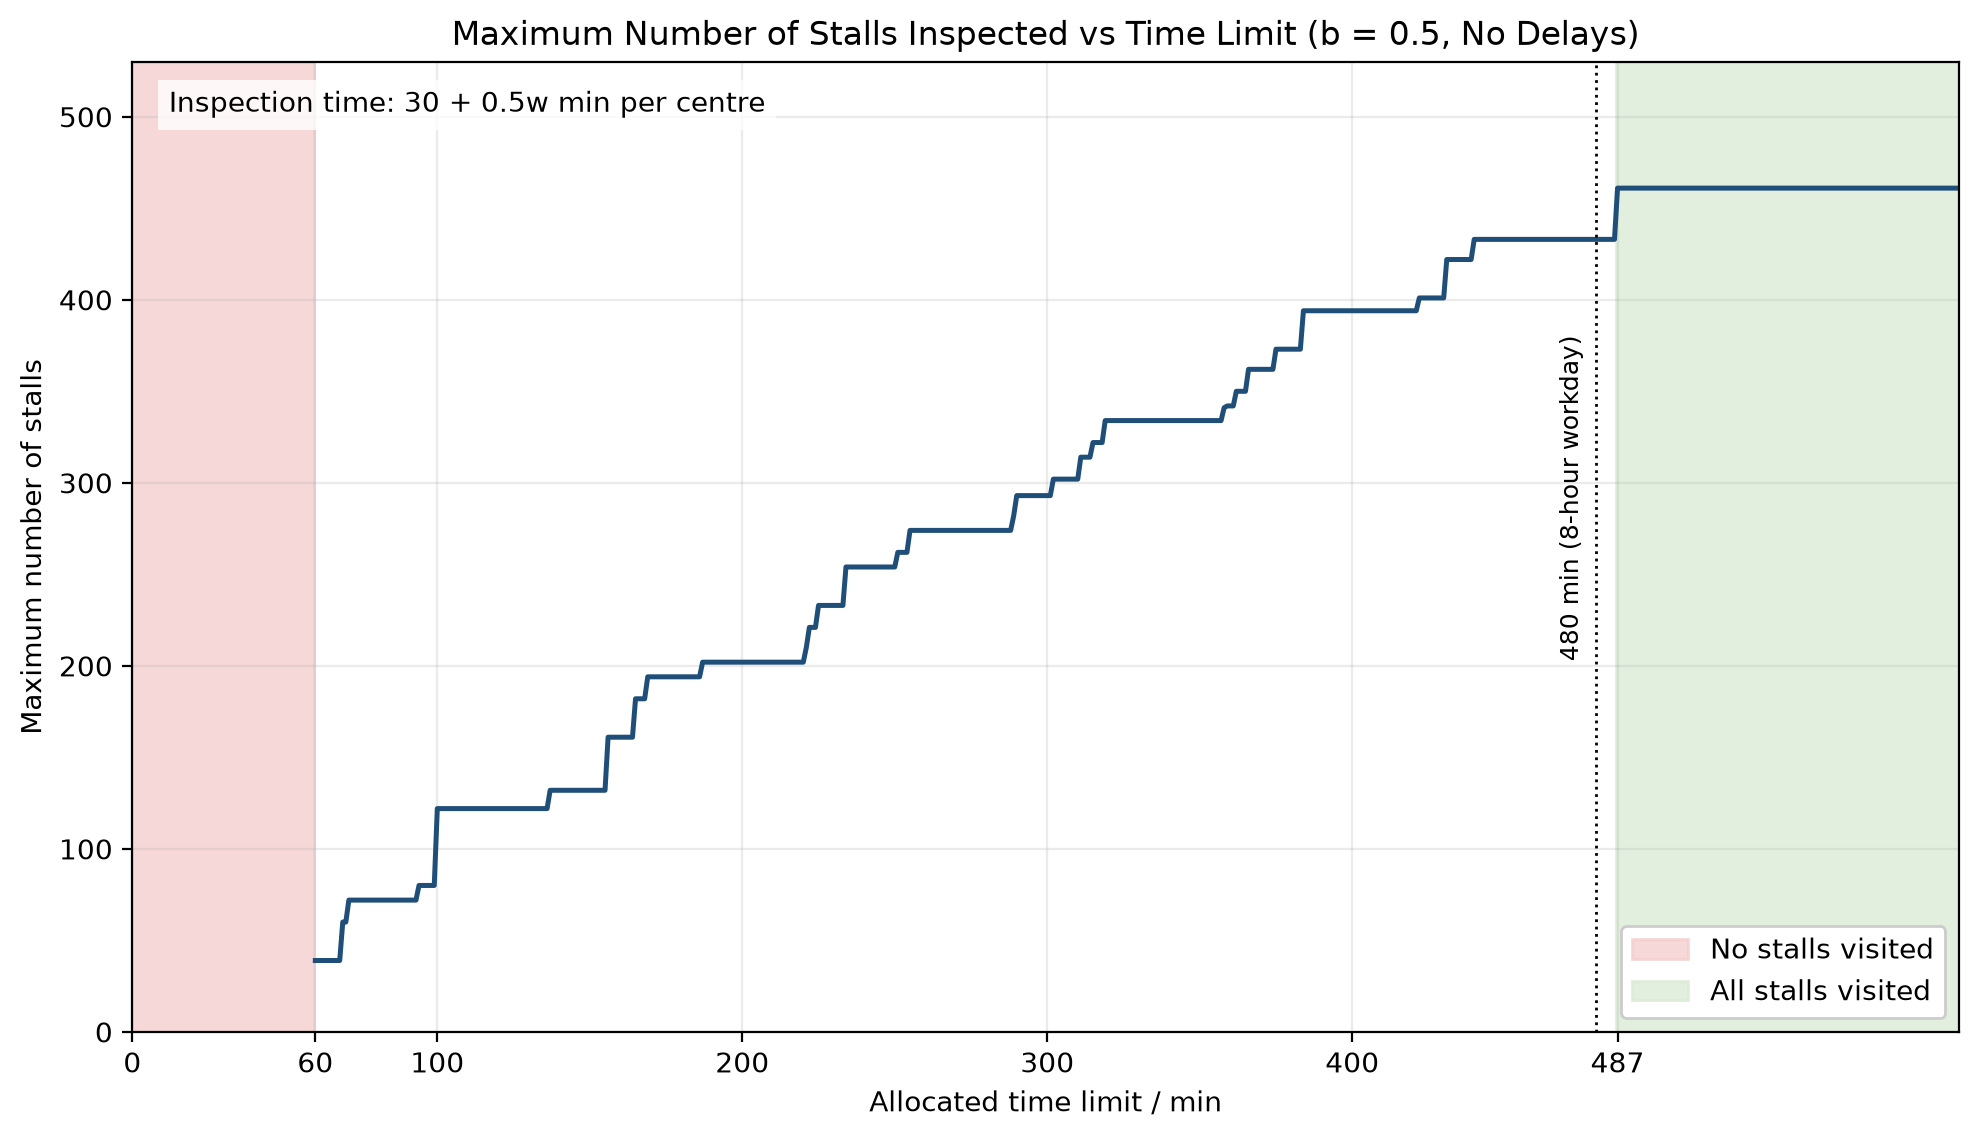 Maximum Number of Stalls Inspected vs Time Limit (b = 0.5, No Delays)
Inspection time: 30 + 0.5w min per centre
Maximum number of stalls
500
400
300
200
100
0
480 min (8-hour workday)
No stalls visited
All stalls visited
0 60 100 200 300 400 487
Allocated time limit / min